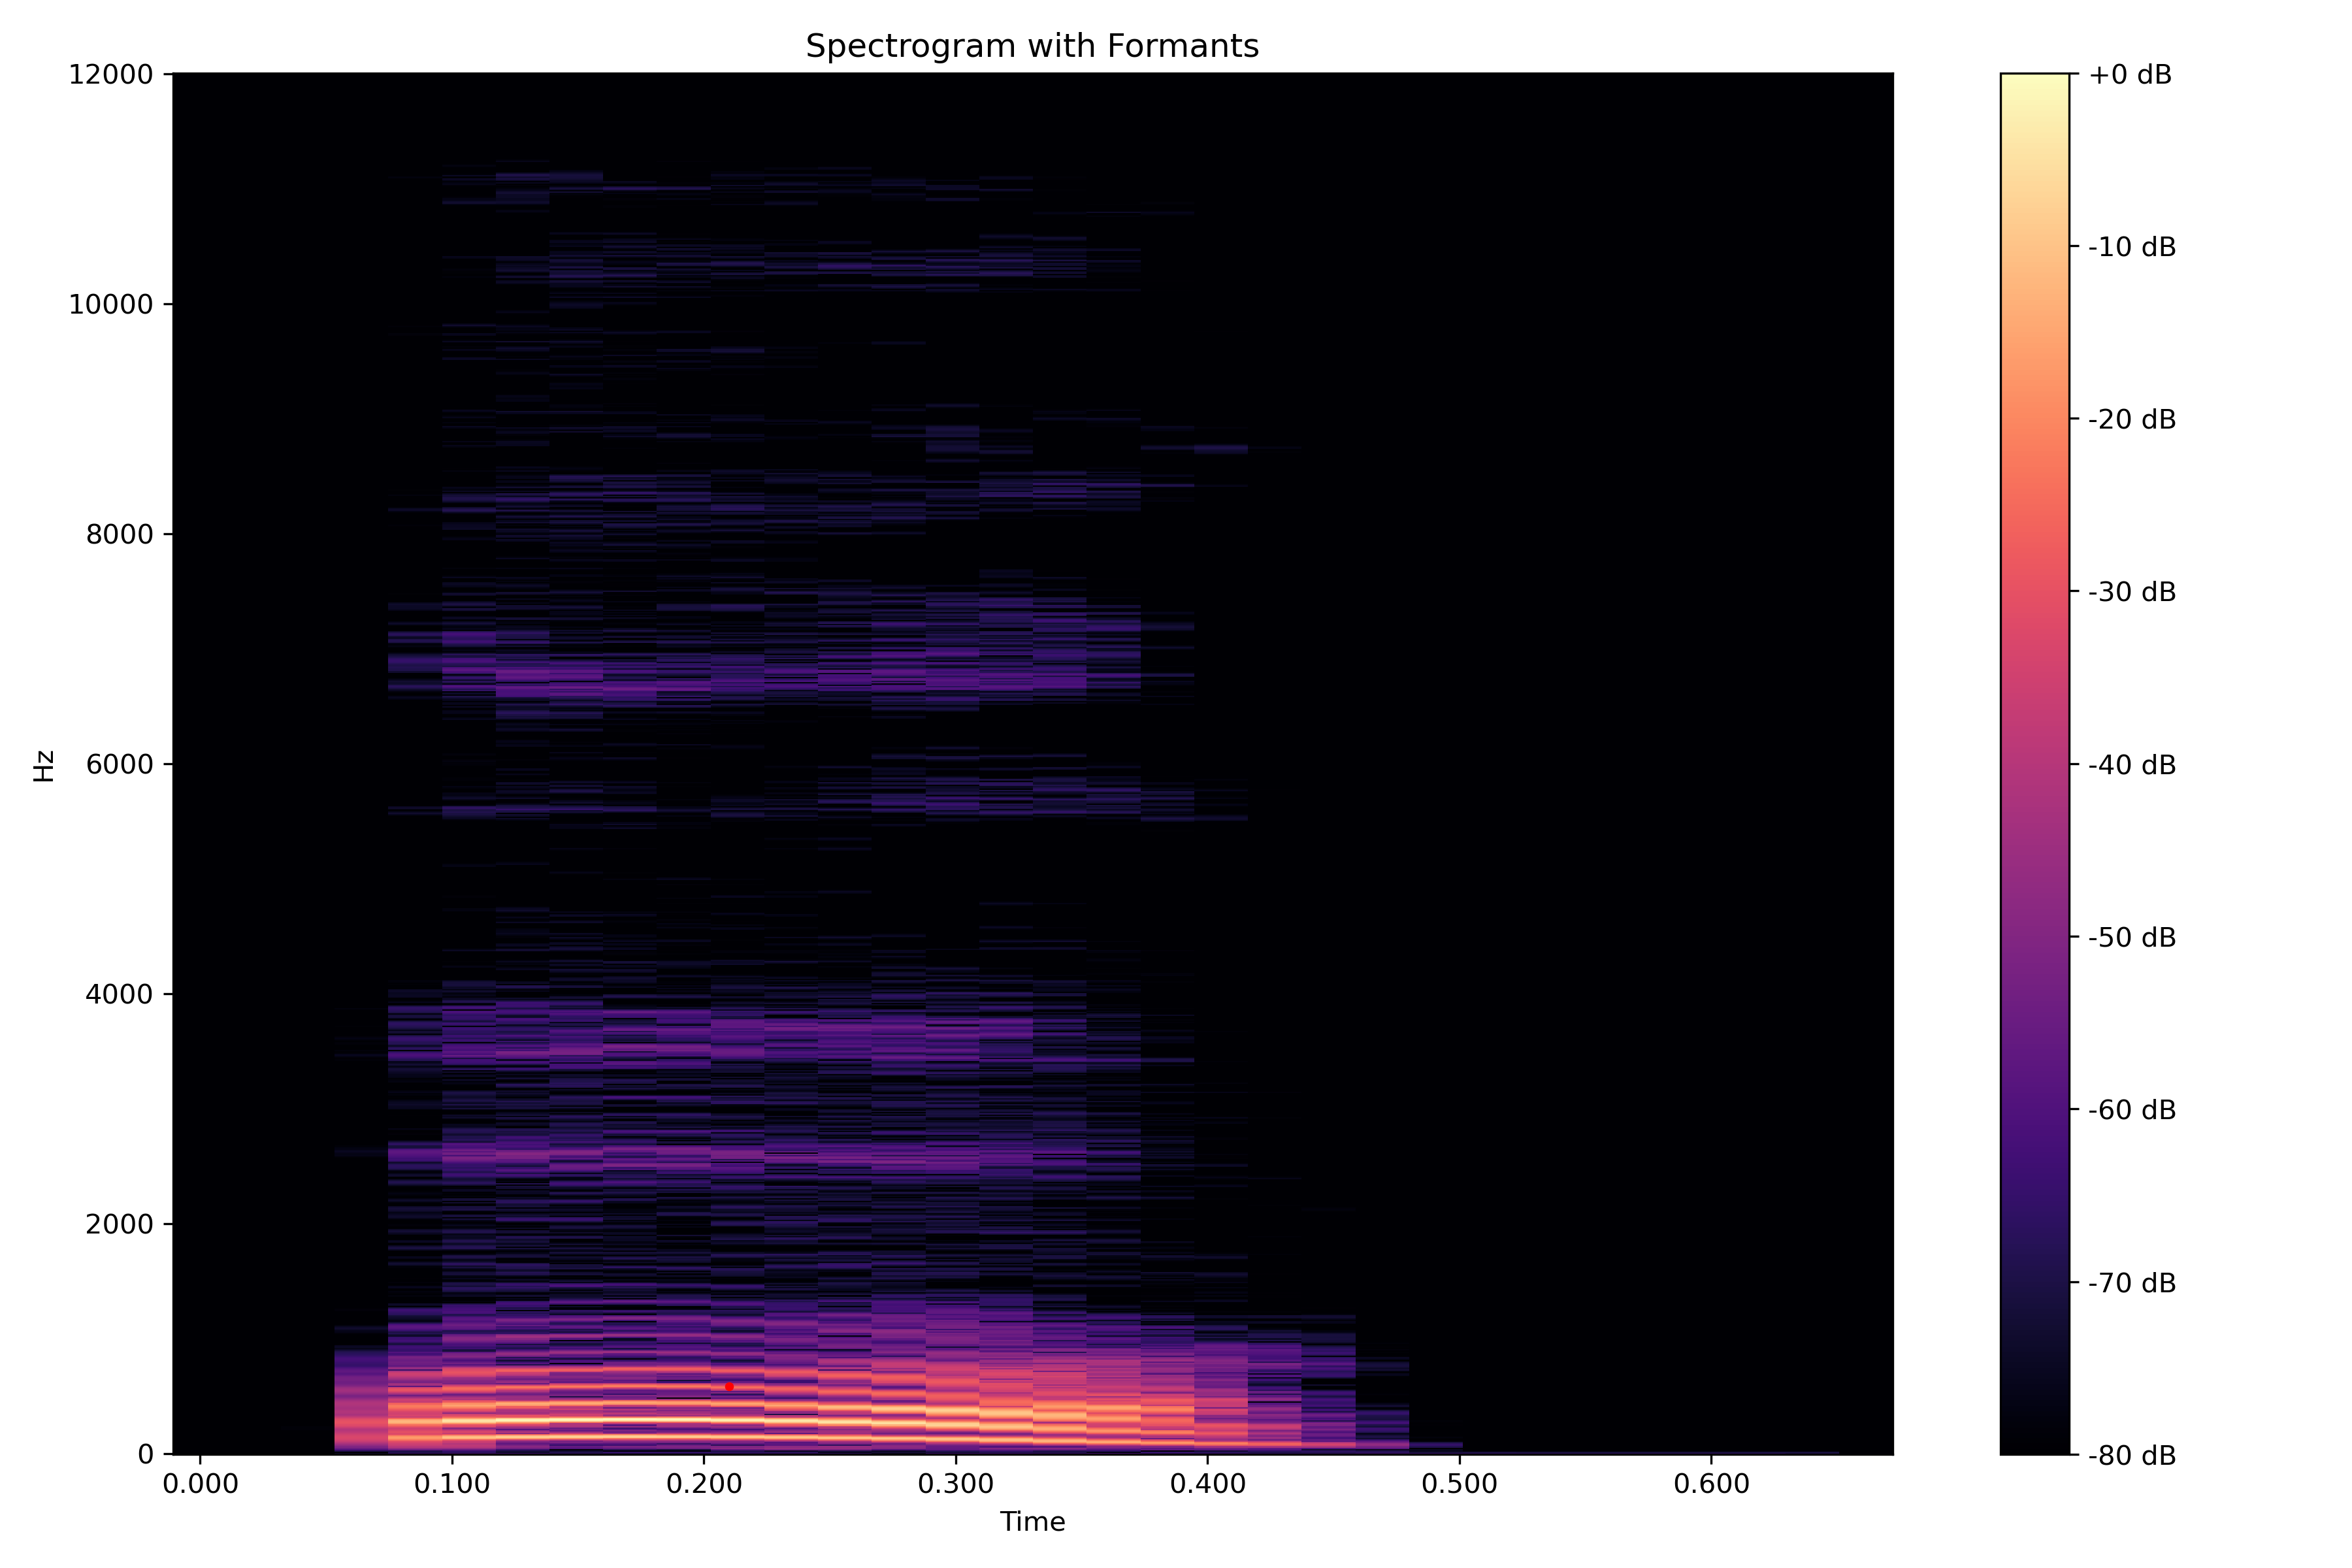 Spectrogram with Formants
12000
10000
8000
6000
4000
2000
0
Hz
0.000
0.100
0.200
0.300
0.400
0.500
0.600
Time
+0 dB
-10 dB
-20 dB
-30 dB
-40 dB
-50 dB
-60 dB
-70 dB
-80 dB